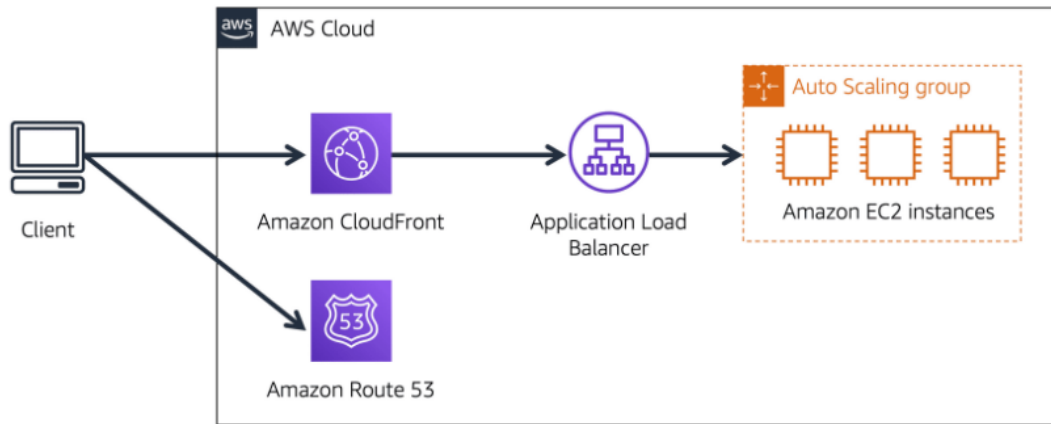 aws
AWS Cloud
Auto Scaling group
Client
Amazon CloudFront
Application Load
Balancer
Amazon EC2 instances
53
Amazon Route 53